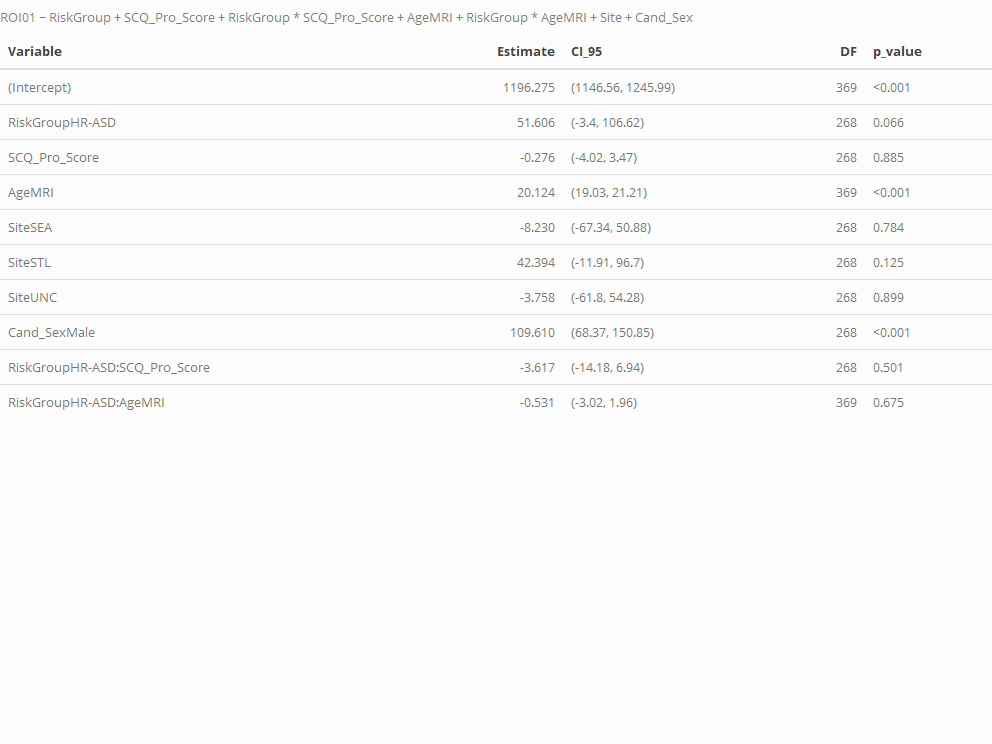 ROI01 ~ RiskGroup + SCQ_Pro_Score + RiskGroup * SCQ_Pro_Score + AgeMRI + RiskGroup * AgeMRI + Site + Cand_Sex
Variable Estimate CI_95 DF p_value
(Intercept) 1196.275 (1146.56, 1245.99) 369 <0.001
RiskGroupHR-ASD 51.606 (-3.4, 106.62) 268 0.066
SCQ_Pro_Score -0.276 (-4.02, 3.47) 268 0.885
AgeMRI 20.124 (19.03, 21.21) 369 <0.001
SiteSEA -8.230 (-67.34, 50.88) 268 0.784
SiteSTL 42.394 (-11.91, 96.7) 268 0.125
SiteUNC -3.758 (-61.8, 54.28) 268 0.899
Cand_SexMale 109.610 (68.37, 150.85) 268 <0.001
RiskGroupHR-ASD:SCQ_Pro_Score -3.617 (-14.18, 6.94) 268 0.501
RiskGroupHR-ASD:AgeMRI -0.531 (-3.02, 1.96) 369 0.675